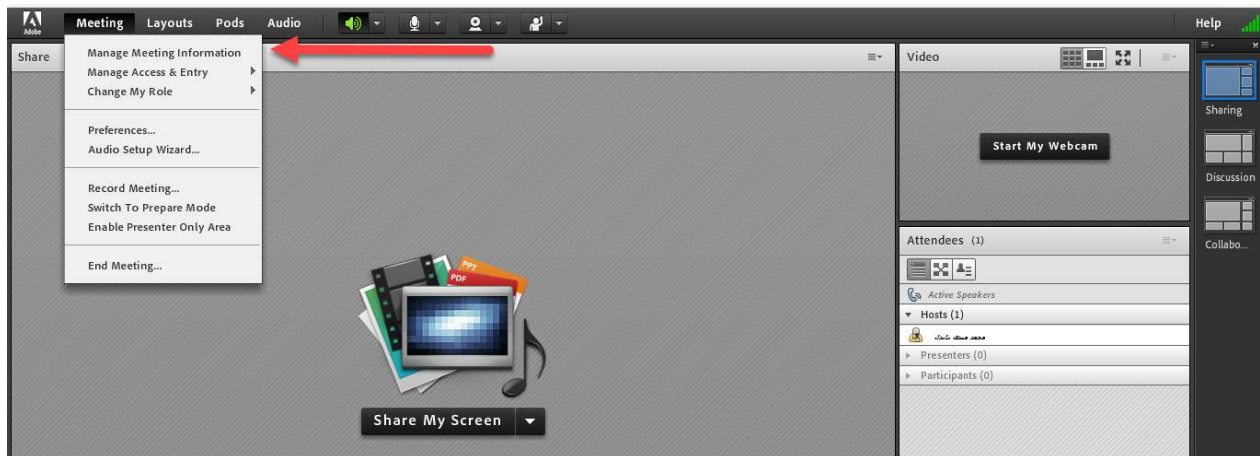 Adobe
Meeting Layouts Pods Audio
Help
Manage Meeting Information
Manage Access & Entry
Change My Role
Preferences...
Audio Setup Wizard...
Record Meeting...
Switch To Prepare Mode
Enable Presenter Only Area
End Meeting...
Share
PPT
PDF
Share My Screen
Video
Start My Webcam
Attendees (1)
Active Speakers
Hosts (1)
Presenters (0)
Participants (0)
Sharing
Discussion
Collabo...